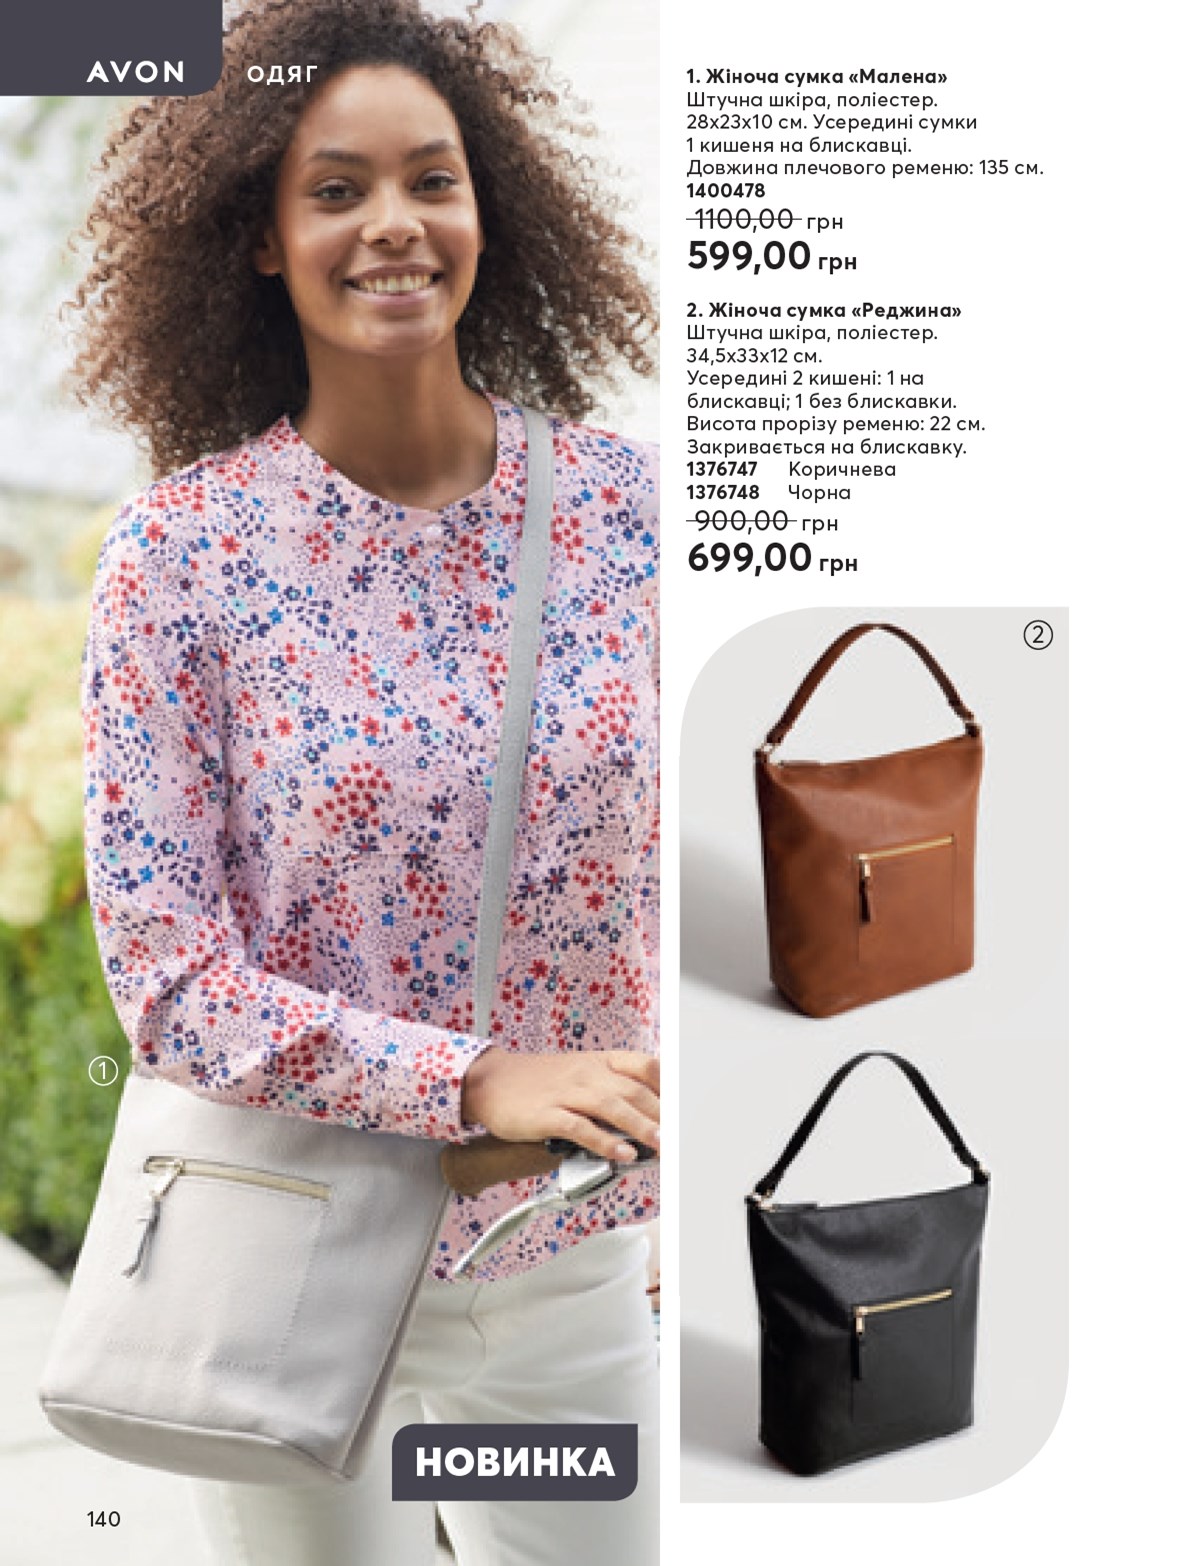 AVON ОДЯГ
1. Жіноча сумка «Малена»
Штучна шкіра, поліестер.
28x23x10 см. Усередині сумки
1 кишеня на блискавці.
Довжина плечового ременю: 135 см.
1400478
1100,00 грн
599,00 грн
2. Жіноча сумка «Реджина»
Штучна шкіра, поліестер.
34,5x33x12 см.
Усередині 2 кишені: 1 на
блискавці; 1 без блискавки.
Висота прорізу ременю: 22 см.
Закривається на блискавку.
1376747 Коричнева
1376748 Чорна
900,00 грн
699,00 грн
2
1
НОВИНКА
140